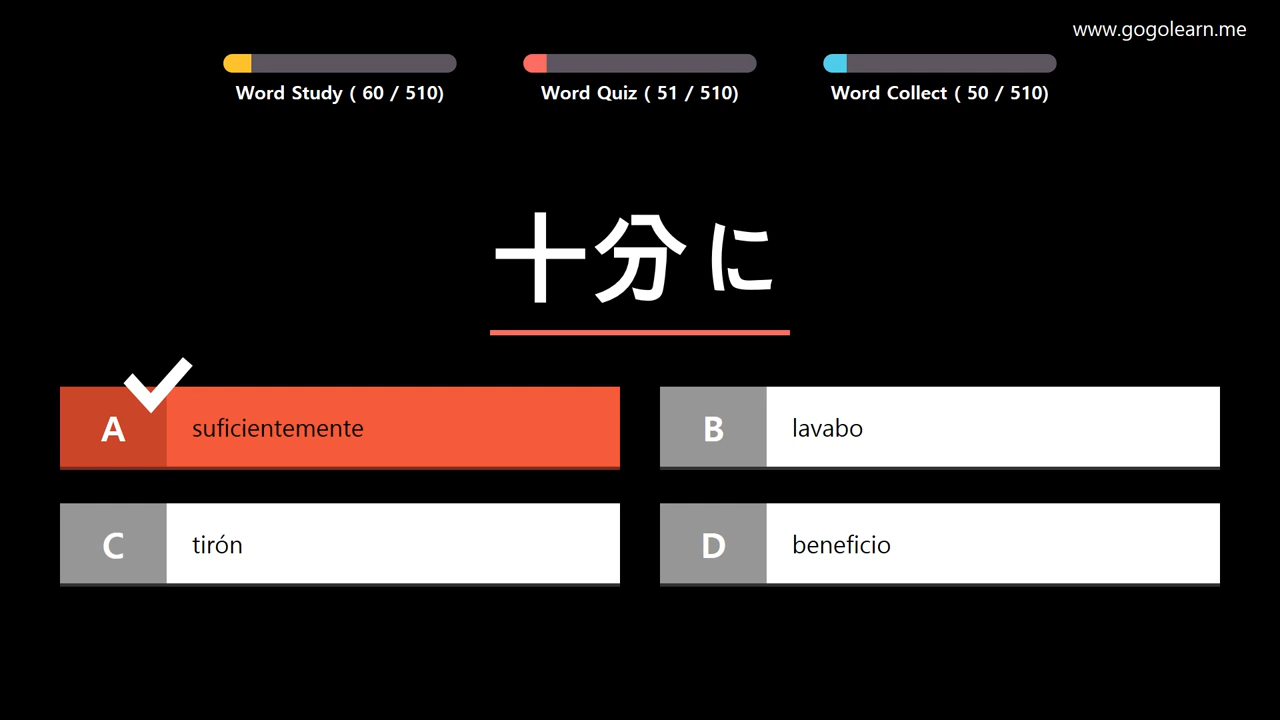 www.gogolearn.me
Word Study ( 60 / 510)
Word Quiz ( 51 / 510)
Word Collect ( 50 / 510)
十分に
A suficientemente
B lavabo
C tirón
D beneficio